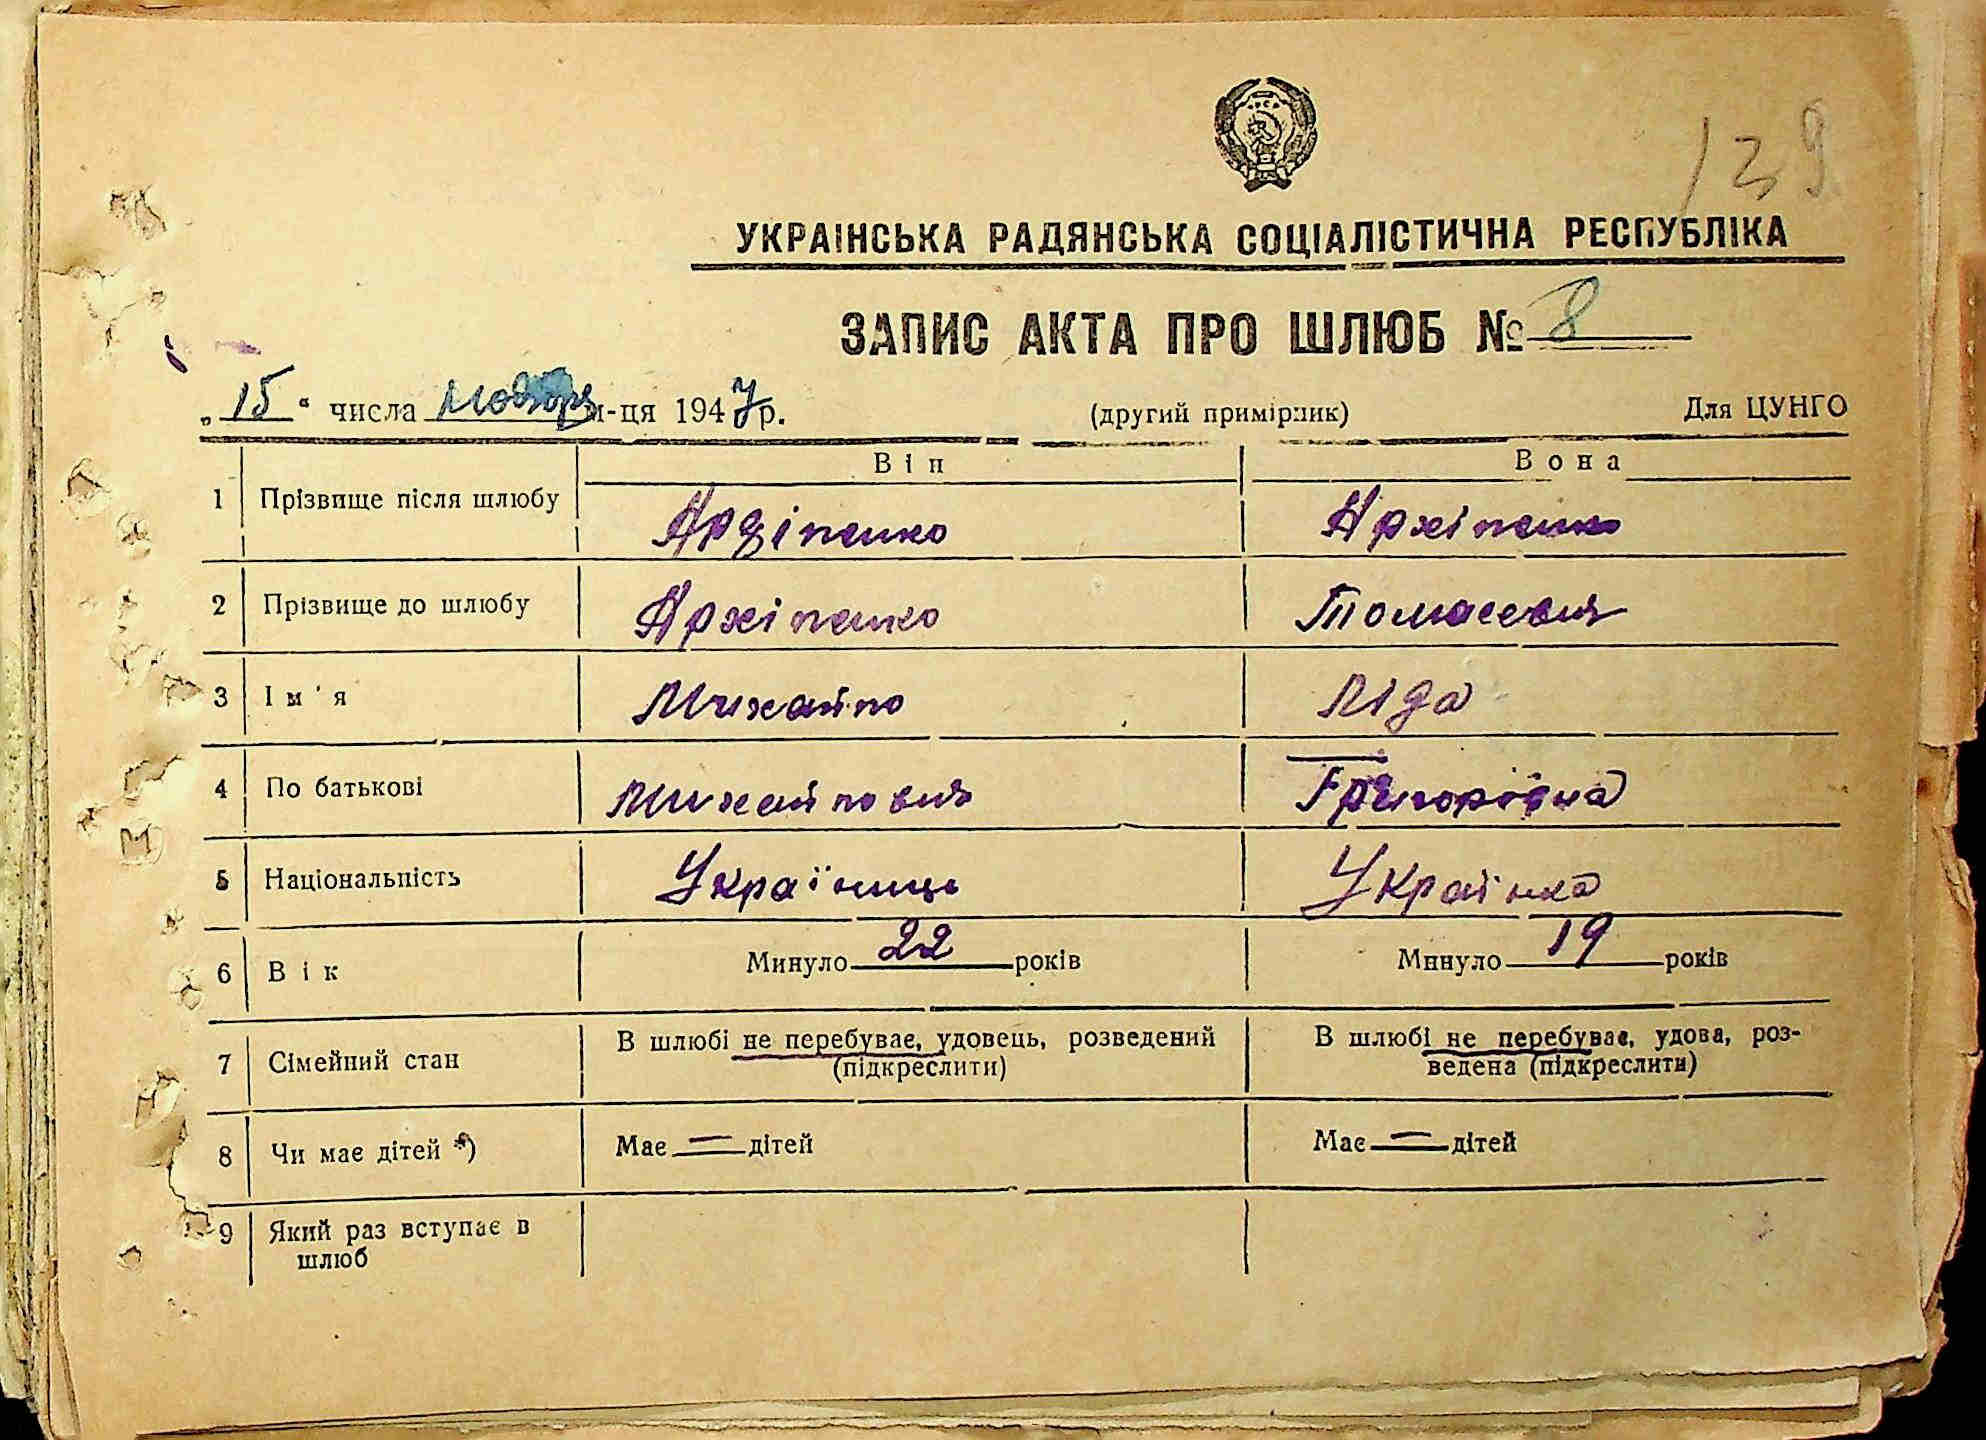 139
УКРАЇНСЬКА РАДЯНСЬКА СОЦІАЛІСТИЧНА РЕСПУБЛІКА
ЗАПИС АКТА ПРО ШЛЮБ № 8
„15“ числа ноября м-ця 1947 р. (другий примірник) Для ЦУНГО
Він Вона
1 Прізвище після шлюбу Архіпенко Архіпенко
2 Прізвище до шлюбу Архіпенко Томасевич
3 Ім'я Михайло Ліда
4 По батькові Михайлович Григорівна
5 Національність Українець Українка
6 Вік Минуло 22 років Минуло 19 років
7 Сімейний стан В шлюбі не перебуває, удовець, розведений В шлюбі не перебуває, удова, роз-
(підкреслити) ведена (підкреслити)
8 Чи має дітей *) Має — дітей Має — дітей
9 Який раз вступає в
шлюб